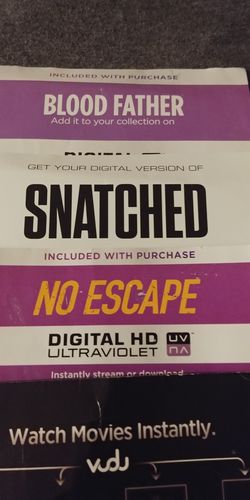 INCLUDED WITH PURCHASE
BLOOD FATHER
Add it to your collection on
DIGITAL
GET YOUR DIGITAL VERSION OF
SNATCHED
INCLUDED WITH PURCHASE
NO ESCAPE
DIGITAL HD UV
ULTRAVIOLET
Instantly stream or download
Watch Movies Instantly.
vudu